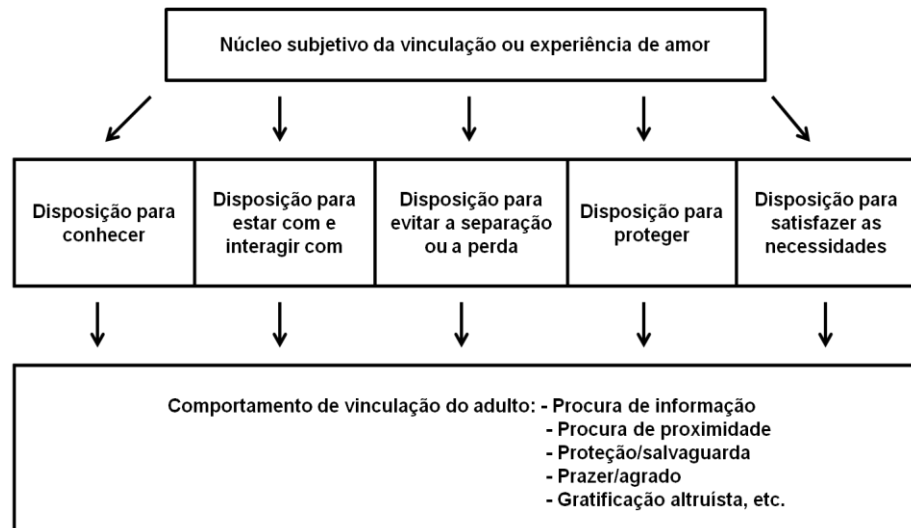 Núcleo subjetivo da vinculação ou experiência de amor
Disposição para
conhecer
Disposição para
estar com e
interagir com
Disposição para
evitar a separação
ou a perda
Disposição para
proteger
Disposição para
satisfazer as
necessidades
Comportamento de vinculação do adulto: - Procura de informação
- Procura de proximidade
- Proteção/salvaguarda
- Prazer/agrado
- Gratificação altruísta, etc.